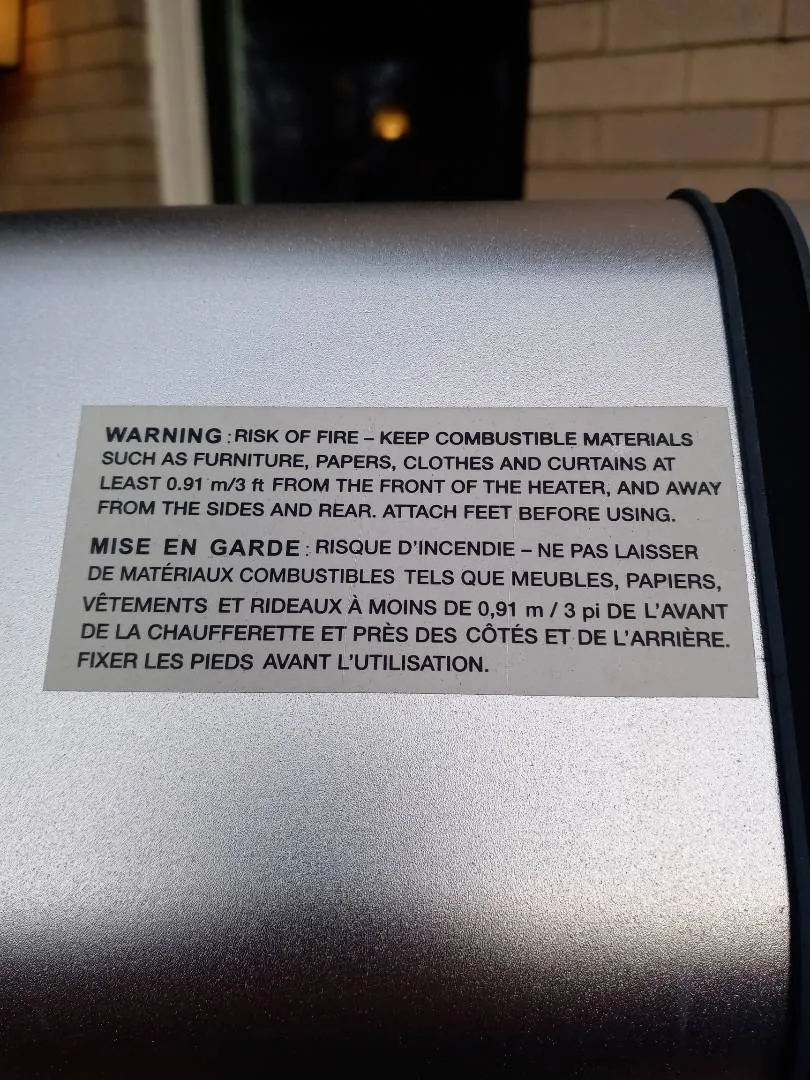 WARNING : RISK OF FIRE – KEEP COMBUSTIBLE MATERIALS
SUCH AS FURNITURE, PAPERS, CLOTHES AND CURTAINS AT
LEAST 0.91 m/3 ft FROM THE FRONT OF THE HEATER, AND AWAY
FROM THE SIDES AND REAR. ATTACH FEET BEFORE USING.
MISE EN GARDE : RISQUE D'INCENDIE – NE PAS LAISSER
DE MATÉRIAUX COMBUSTIBLES TELS QUE MEUBLES, PAPIERS,
VÊTEMENTS ET RIDEAUX À MOINS DE 0,91 m / 3 pi DE L'AVANT
DE LA CHAUFFERETTE ET PRÈS DES CÔTÉS ET DE L'ARRIÈRE.
FIXER LES PIEDS AVANT L'UTILISATION.